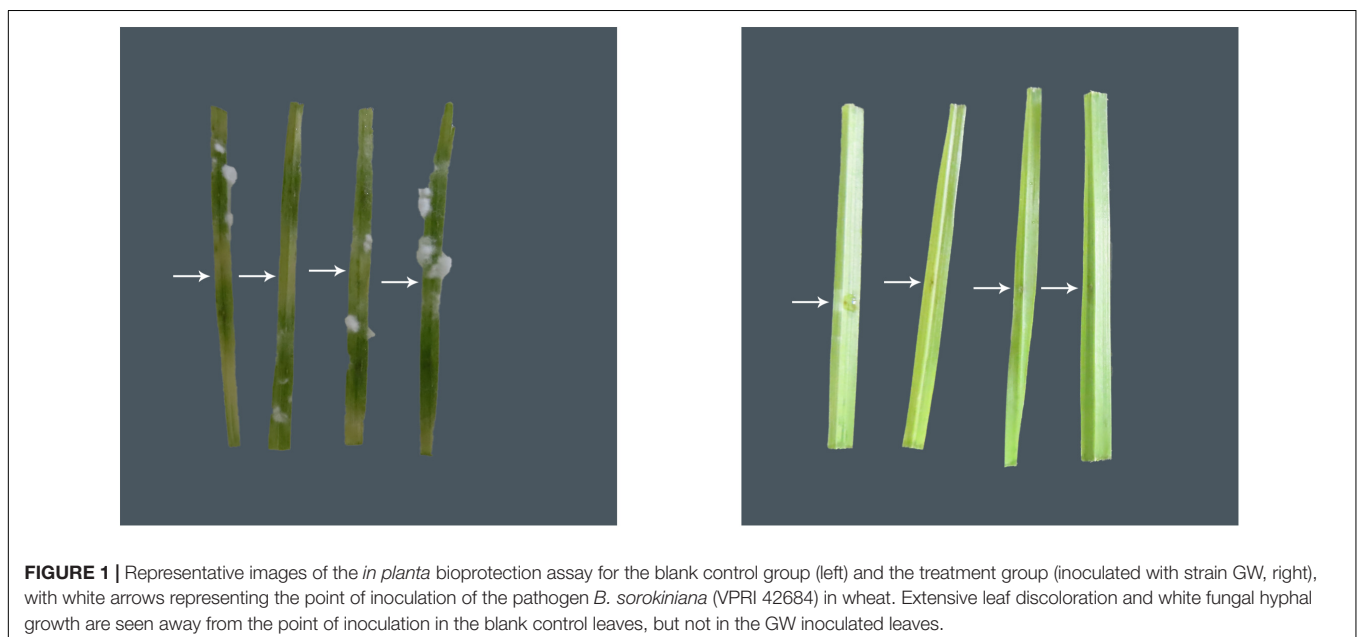 FIGURE 1 | Representative images of the in planta bioprotection assay for the blank control group (left) and the treatment group (inoculated with strain GW, right),
with white arrows representing the point of inoculation of the pathogen B. sorokiniana (VPRI 42684) in wheat. Extensive leaf discoloration and white fungal hyphal
growth are seen away from the point of inoculation in the blank control leaves, but not in the GW inoculated leaves.